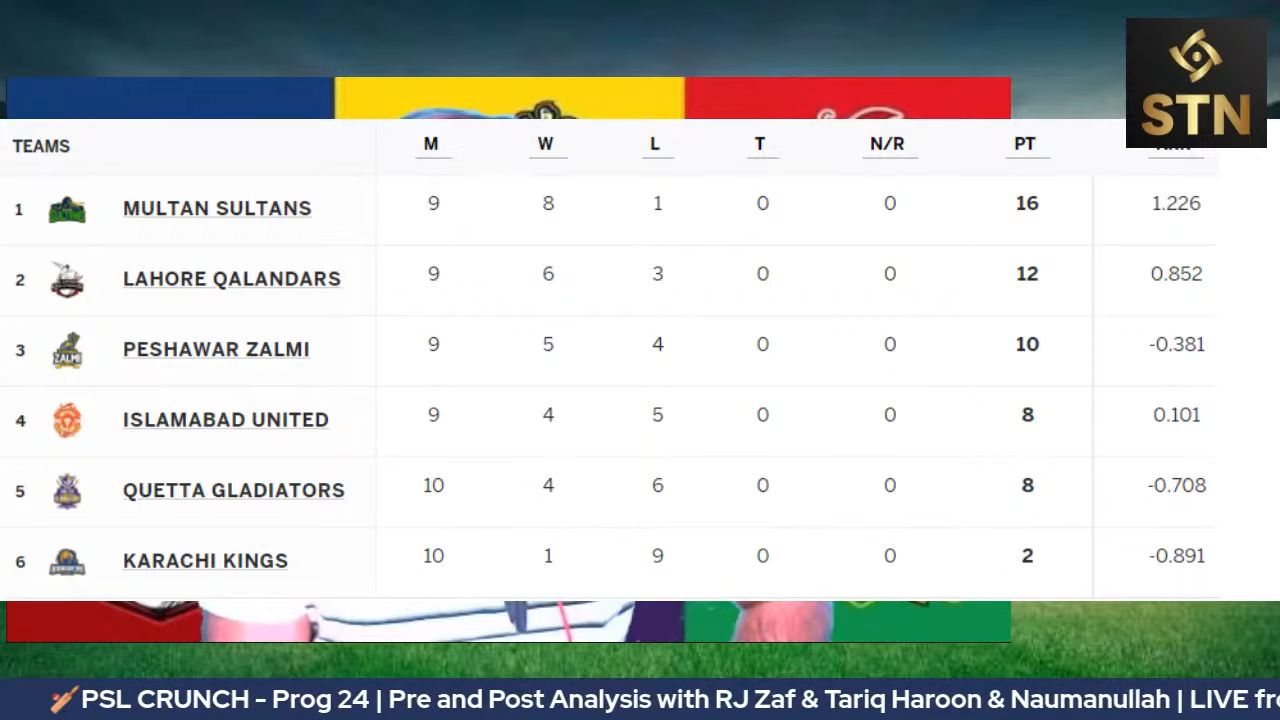 STN
TEAMS M W L T N/R PT
1 MULTAN SULTANS 9 8 1 0 0 16 1.226
2 LAHORE QALANDARS 9 6 3 0 0 12 0.852
3 PESHAWAR ZALMI 9 5 4 0 0 10 -0.381
4 ISLAMABAD UNITED 9 4 5 0 0 8 0.101
5 QUETTA GLADIATORS 10 4 6 0 0 8 -0.708
6 KARACHI KINGS 10 1 9 0 0 2 -0.891
PSL CRUNCH - Prog 24 | Pre and Post Analysis with RJ Zaf & Tariq Haroon & Naumanullah | LIVE